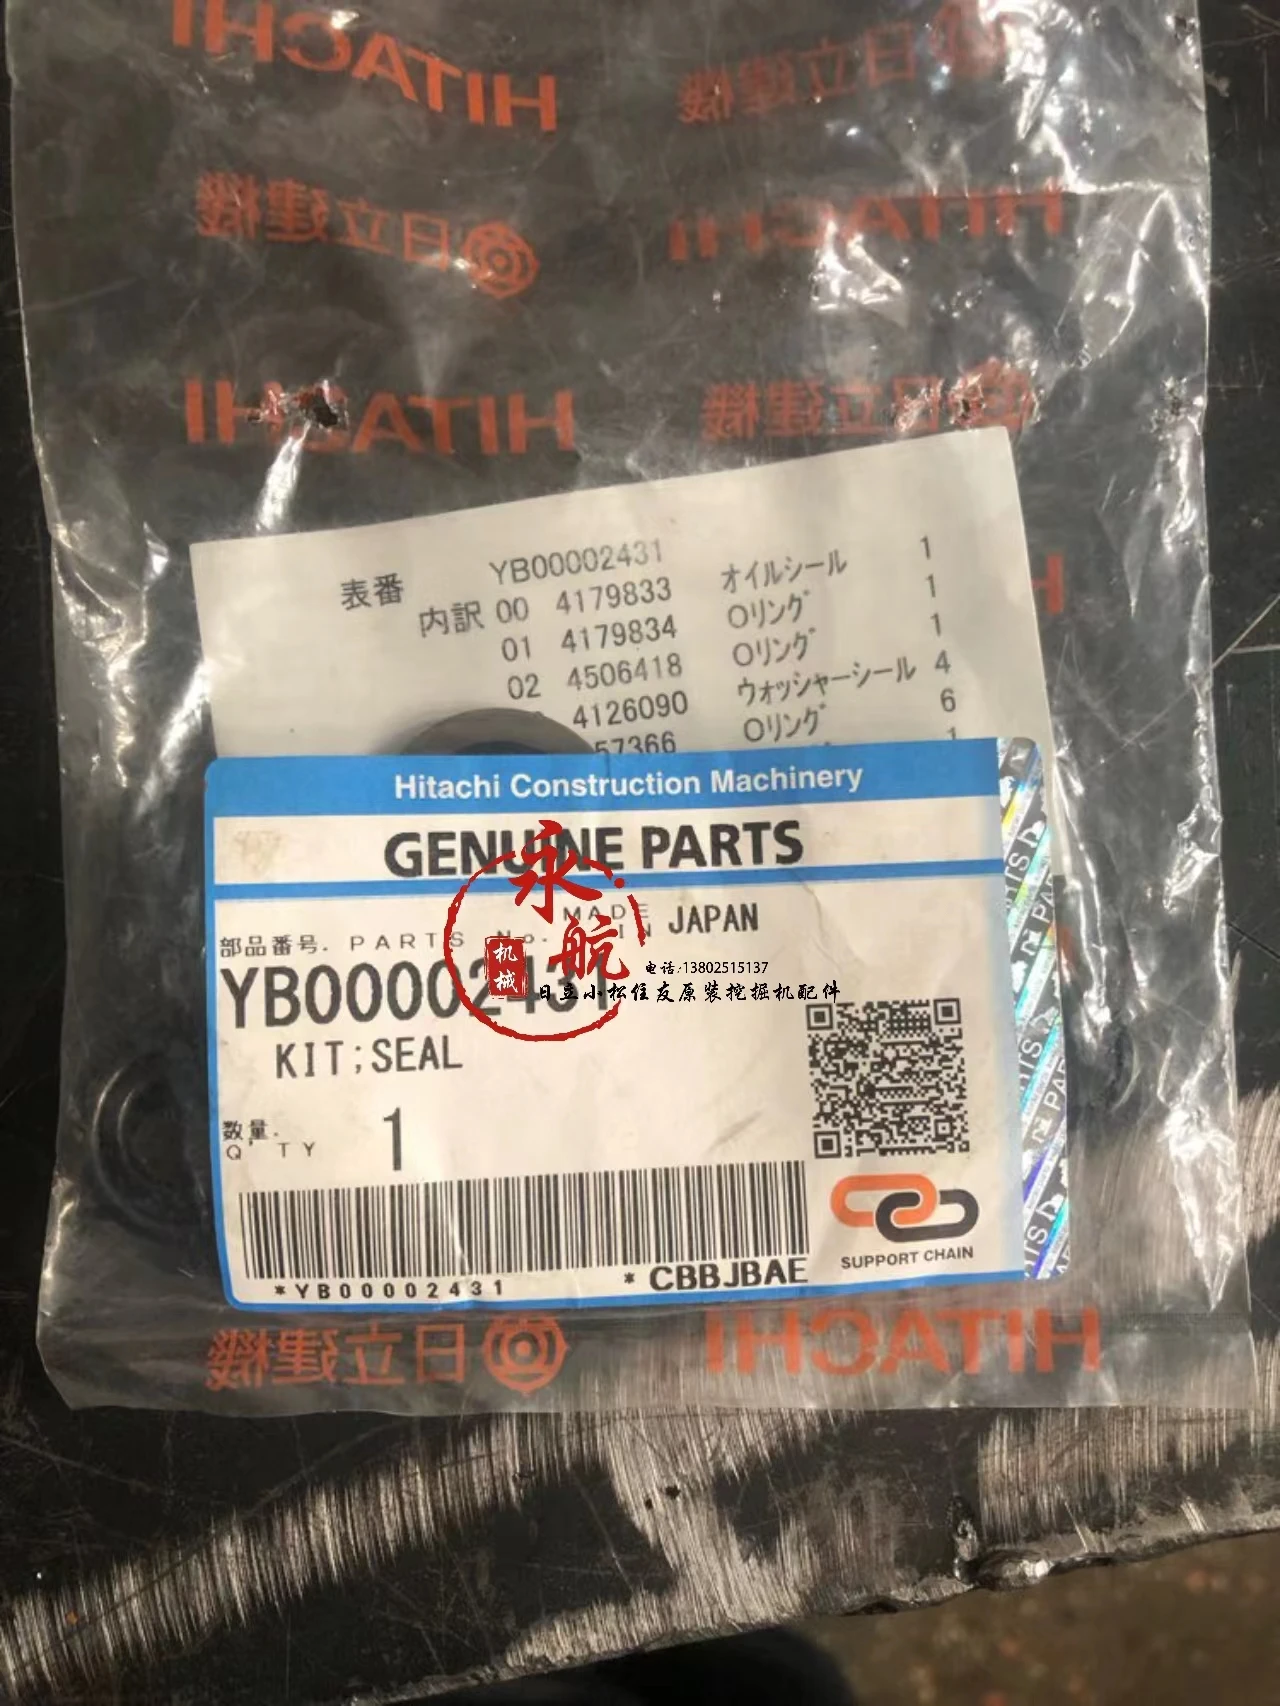 HITACHI
日立建機
日立建機
HITACHI
HITACHI
日立建機
表番 YB00002431
内訳 00 4179833 オイルシール 1
01 4179834 Oリング 1
02 4506418 Oリング 1
4126090 ウォッシャーシール 4
57366 Oリング 6
1
Hitachi Construction Machinery
GENUINE PARTS
MADE IN JAPAN
部品番号. PARTS No.
YB00002431
KIT;SEAL
永航
机械
电话:13802515137
日立小松住友原装挖掘机配件
数量.
Q'TY 1
*YB00002431 * CBBJBAE
SUPPORT CHAIN
日立建機 HITACHI